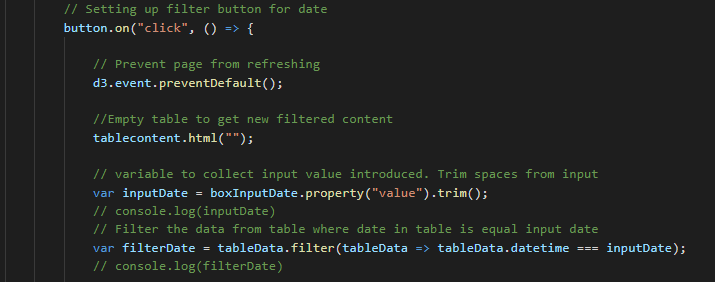 // Setting up filter button for date
button.on("click", () => {
// Prevent page from refreshing
d3.event.preventDefault();
//Empty table to get new filtered content
tablecontent.html("");
// variable to collect input value introduced. Trim spaces from input
var inputDate = boxInputDate.property("value").trim();
// console.log(inputDate)
// Filter the data from table where date in table is equal input date
var filterDate = tableData.filter(tableData => tableData.datetime === inputDate);
// console.log(filterDate)